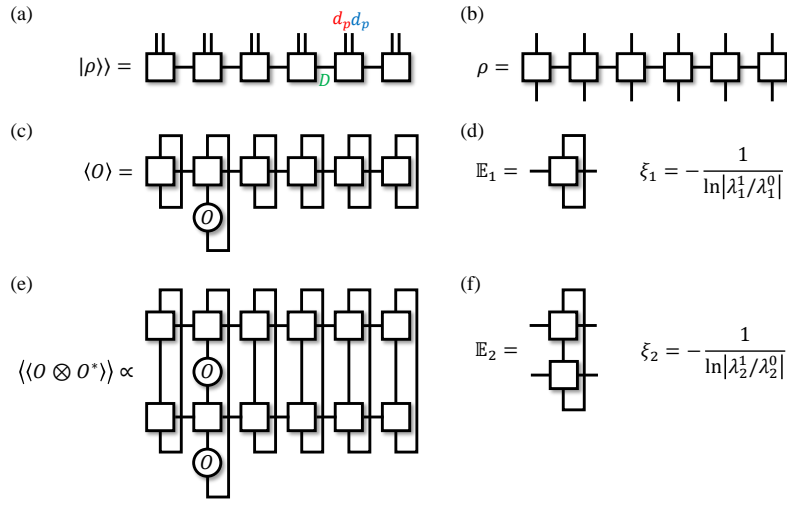 (a)
|ρ⟩⟩ =
d_p d_p
D
(b)
ρ =
(c)
⟨O⟩ =
O
(d)
𝔼₁ =
ξ₁ = − 1 / ln|λ₁¹/λ₁⁰|
(e)
⟨⟨O ⊗ O*⟩⟩ ∝
O
O
(f)
𝔼₂ =
ξ₂ = − 1 / ln|λ₂¹/λ₂⁰|